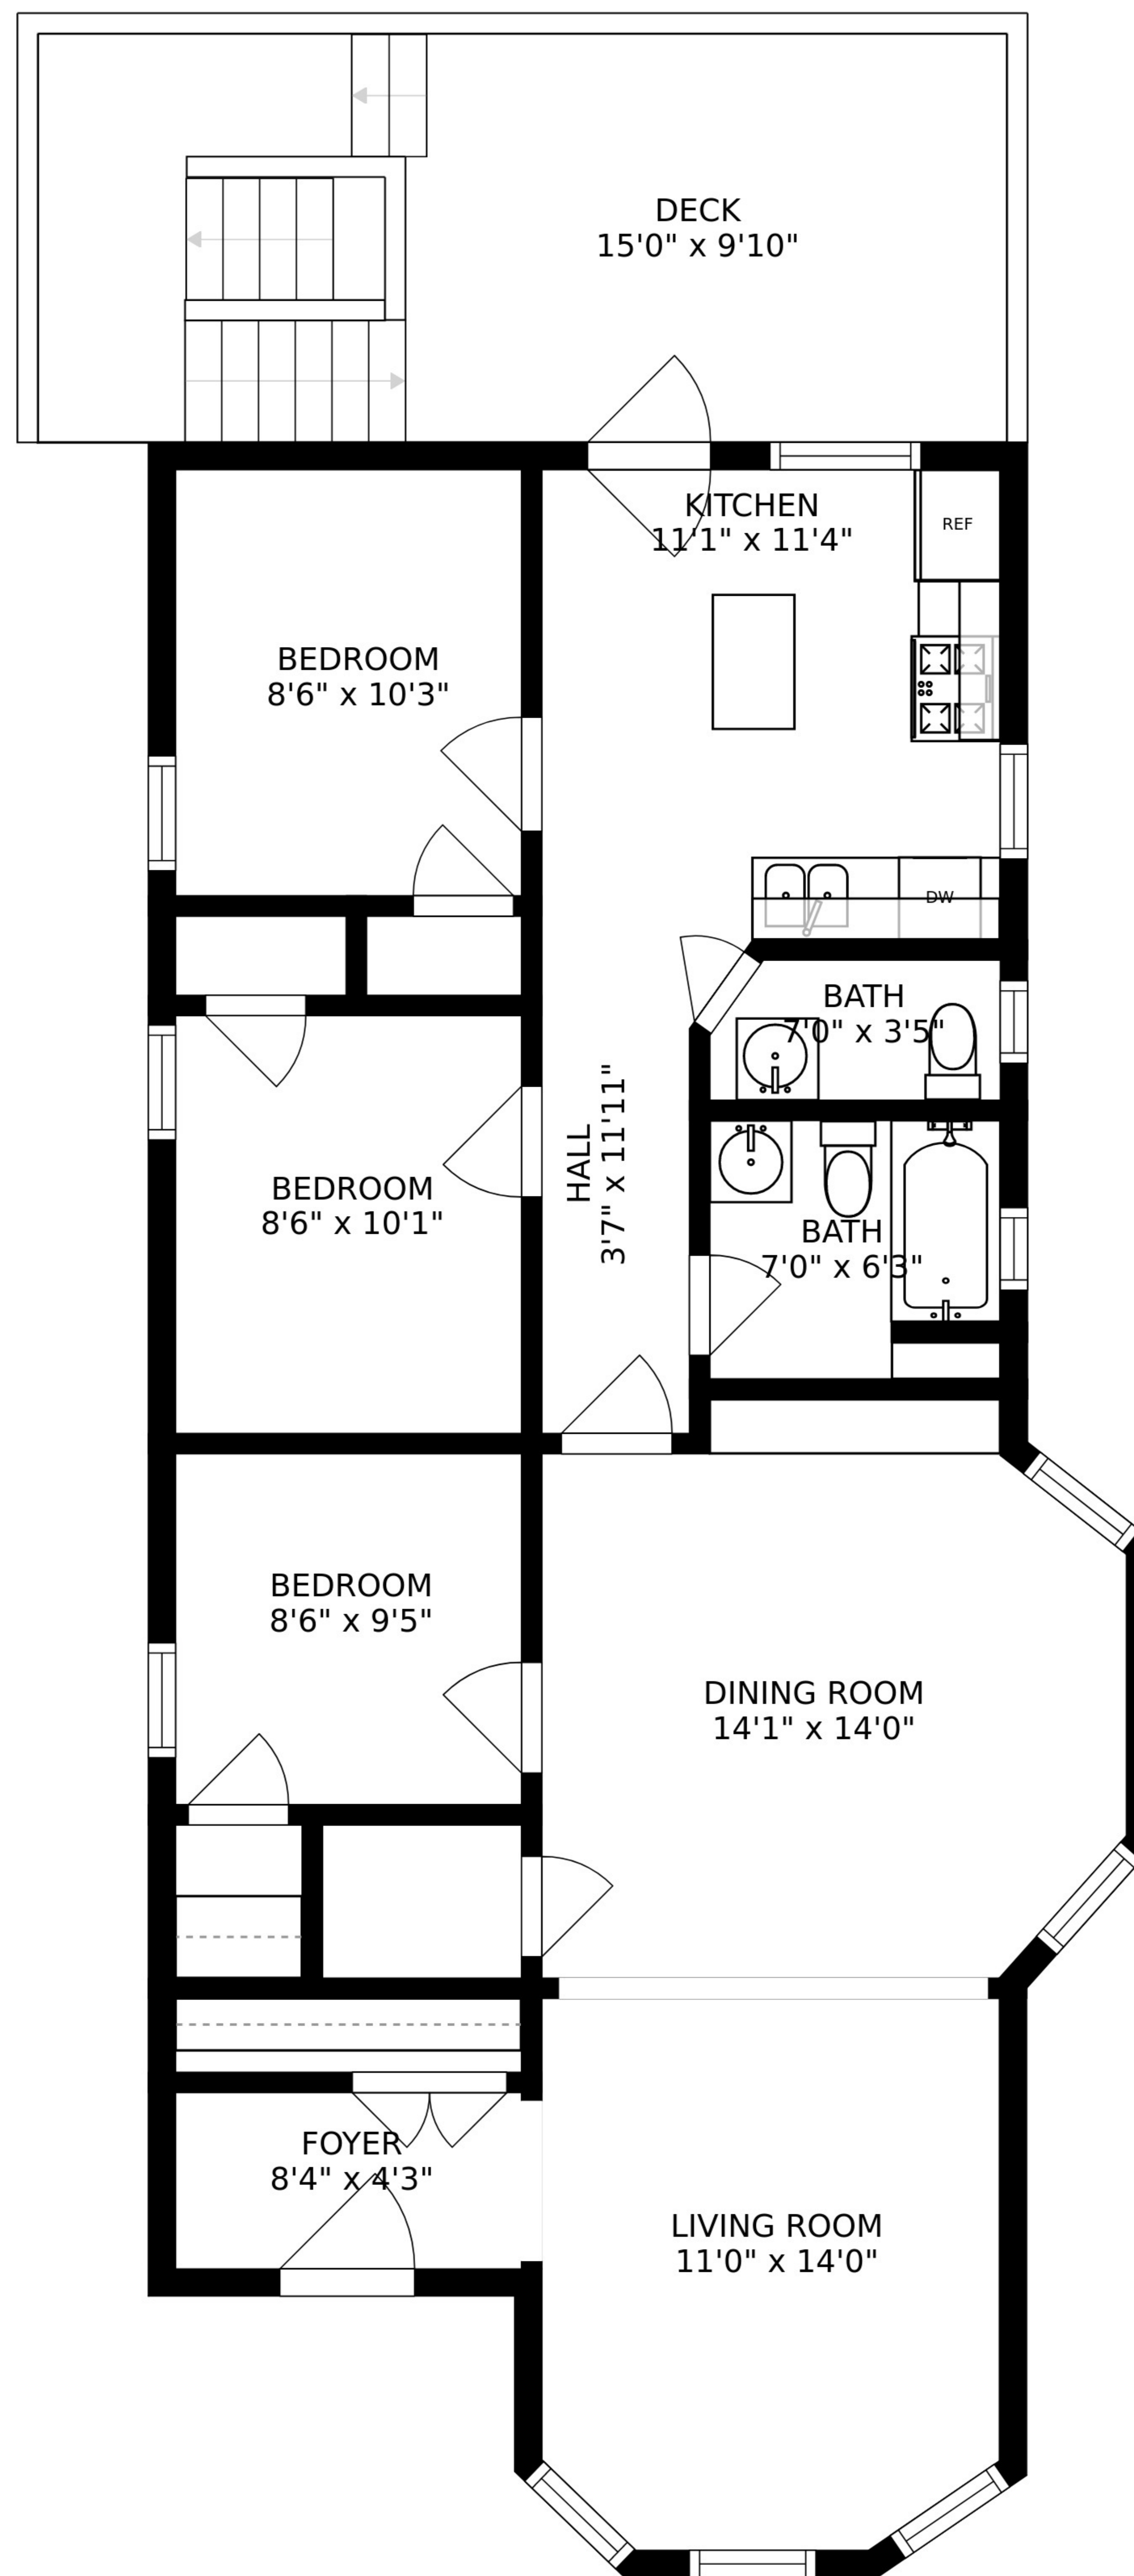 DECK
15'0" x 9'10"
KITCHEN
11'1" x 11'4"
REF
BEDROOM
8'6" x 10'3"
DW
BATH
7'0" x 3'5"
HALL
3'7" x 11'11"
BEDROOM
8'6" x 10'1"
BATH
7'0" x 6'3"
BEDROOM
8'6" x 9'5"
DINING ROOM
14'1" x 14'0"
FOYER
8'4" x 4'3"
LIVING ROOM
11'0" x 14'0"